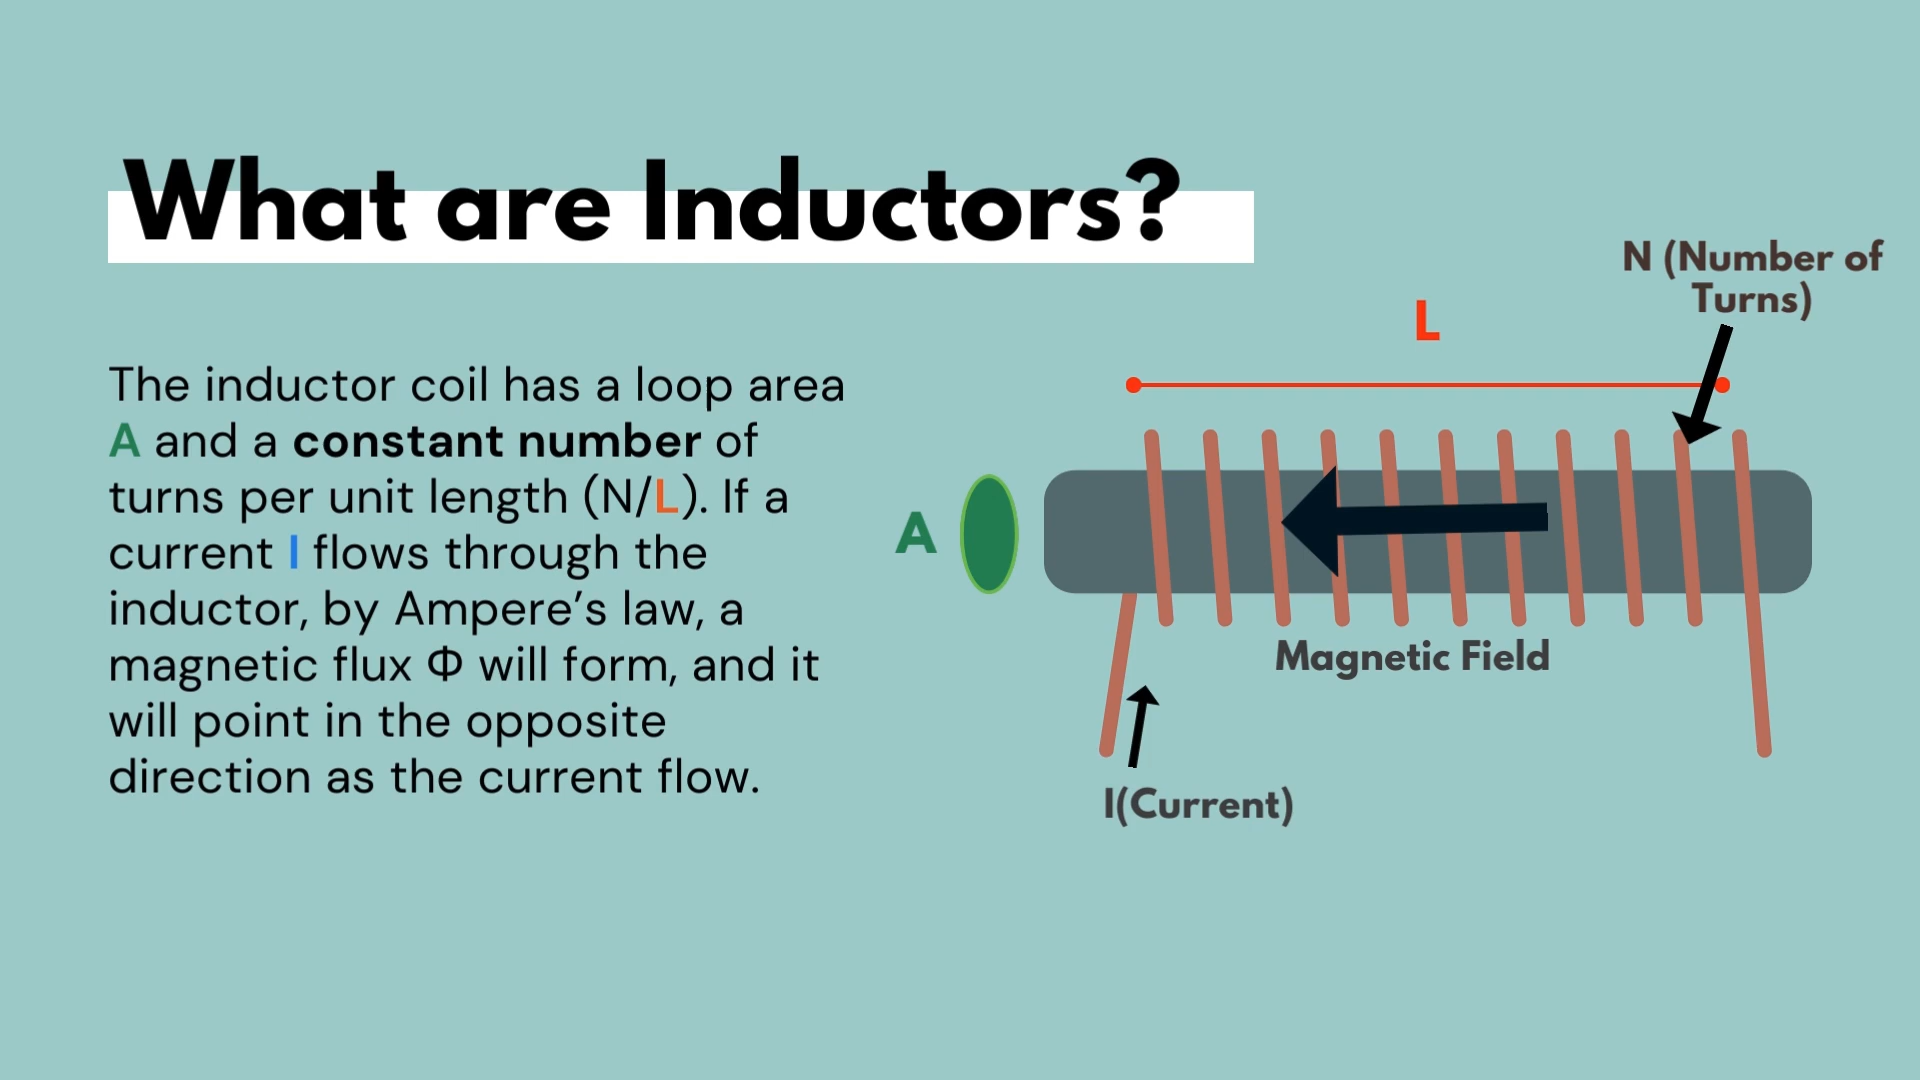 What are Inductors?
The inductor coil has a loop area
A and a constant number of
turns per unit length (N/L). If a
current I flows through the
inductor, by Ampere’s law, a
magnetic flux Φ will form, and it
will point in the opposite
direction as the current flow.
N (Number of
Turns)
L
A
Magnetic Field
I(Current)